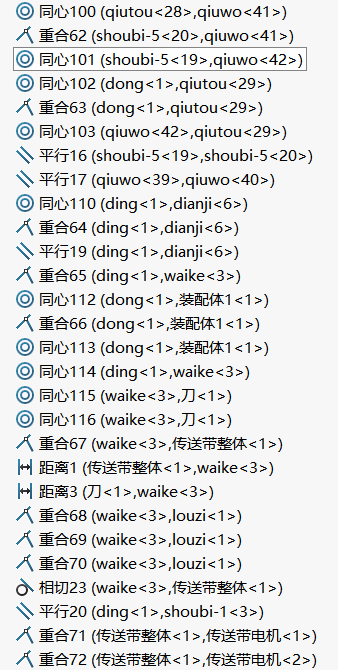 同心100 (qiutou<28>,qiuwo<41>)
重合62 (shoubi-5<20>,qiuwo<41>)
同心101 (shoubi-5<19>,qiuwo<42>)
同心102 (dong<1>,qiutou<29>)
重合63 (dong<1>,qiutou<29>)
同心103 (qiuwo<42>,qiutou<29>)
平行16 (shoubi-5<19>,shoubi-5<20>)
平行17 (qiuwo<39>,qiuwo<40>)
同心110 (ding<1>,dianji<6>)
重合64 (ding<1>,dianji<6>)
平行19 (ding<1>,dianji<6>)
重合65 (ding<1>,waike<3>)
同心112 (dong<1>,装配体1<1>)
重合66 (dong<1>,装配体1<1>)
同心113 (dong<1>,装配体1<1>)
同心114 (ding<1>,waike<3>)
同心115 (waike<3>,刀<1>)
同心116 (waike<3>,刀<1>)
重合67 (waike<3>,传送带整体<1>)
距离1 (传送带整体<1>,waike<3>)
距离3 (刀<1>,waike<3>)
重合68 (waike<3>,louzi<1>)
重合69 (waike<3>,louzi<1>)
重合70 (waike<3>,louzi<1>)
相切23 (waike<3>,传送带整体<1>)
平行20 (ding<1>,shoubi-1<3>)
重合71 (传送带整体<1>,传送带电机<1>)
重合72 (传送带整体<1>,传送带电机<2>)